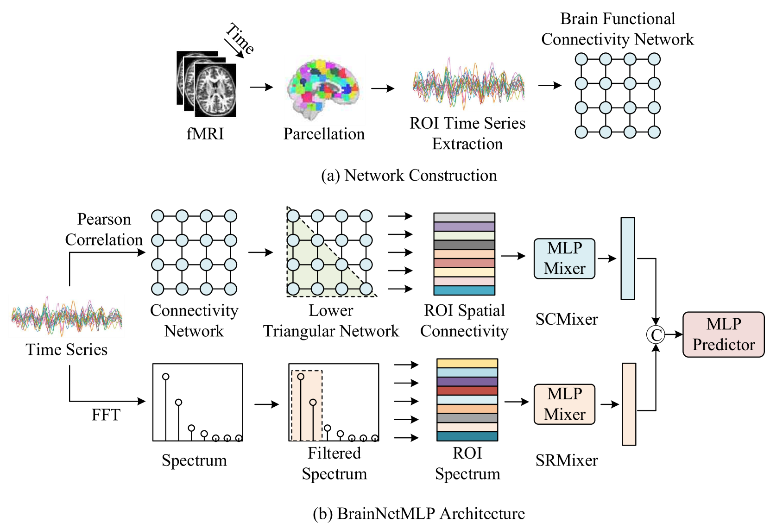 Time
fMRI
Parcellation
ROI Time Series
Extraction
Brain Functional
Connectivity Network
(a) Network Construction
Time Series
Pearson
Correlation
Connectivity
Network
Lower
Triangular Network
ROI Spatial
Connectivity
MLP
Mixer
SCMixer
FFT
Spectrum
Filtered
Spectrum
ROI
Spectrum
MLP
Mixer
SRMixer
C
MLP
Predictor
(b) BrainNetMLP Architecture